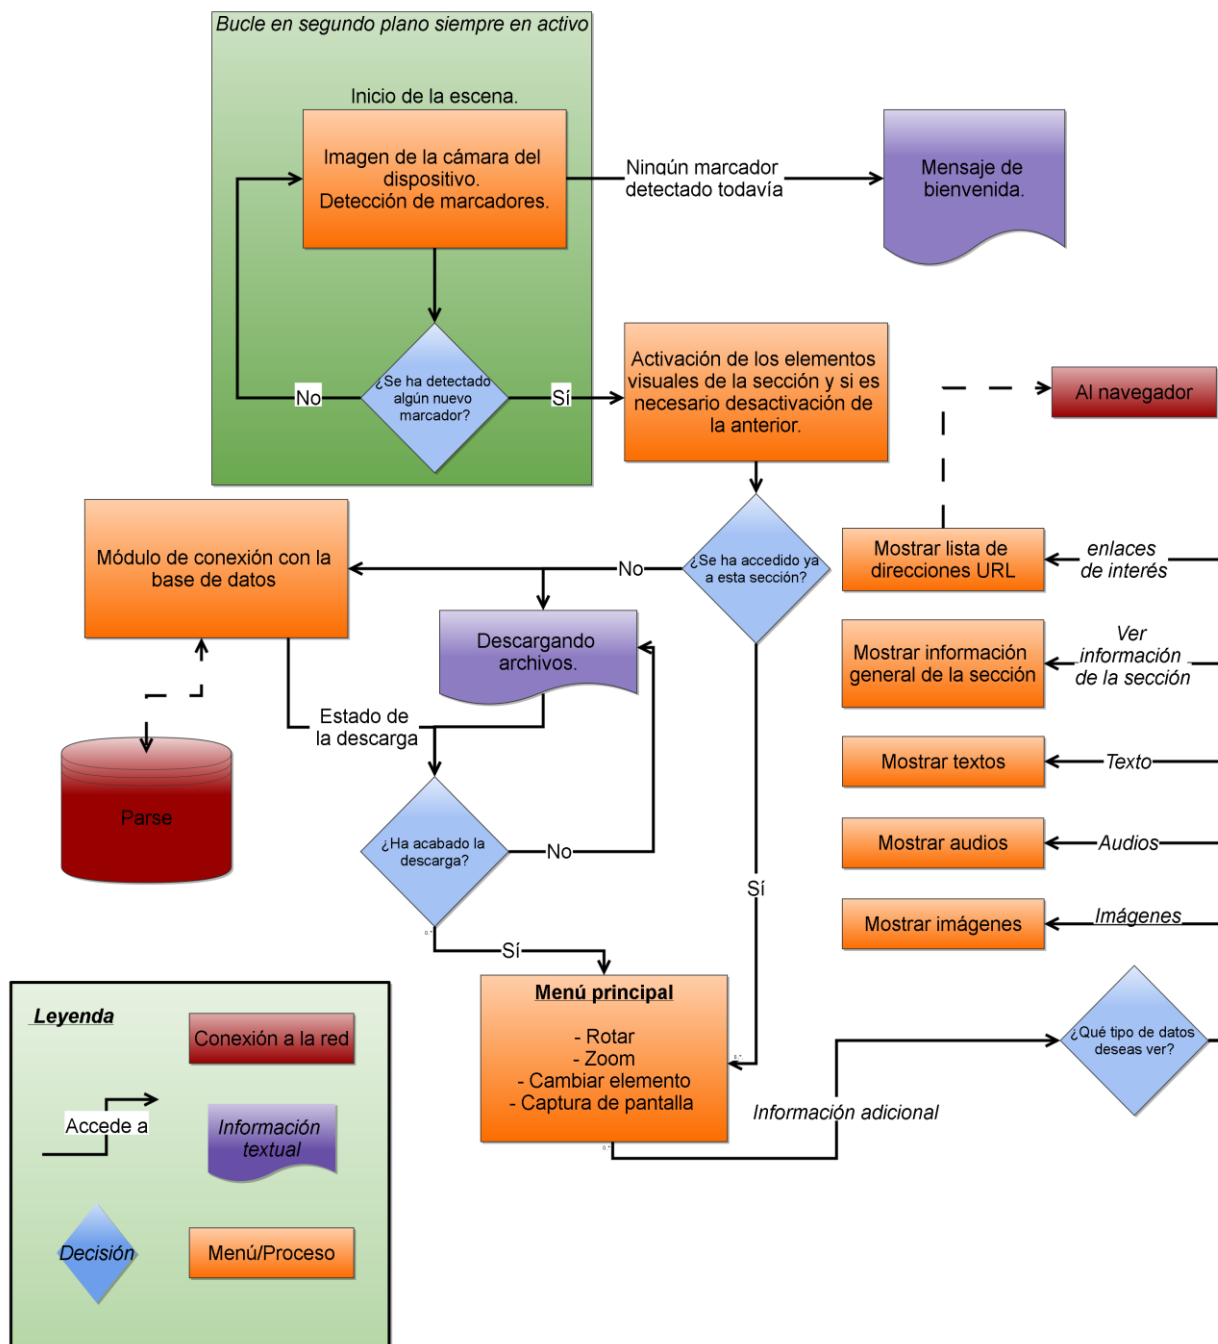 Bucle en segundo plano siempre en activo
Inicio de la escena.
Imagen de la cámara del
dispositivo.
Detección de marcadores.
Ningún marcador
detectado todavía
Mensaje de
bienvenida.
¿Se ha detectado
algún nuevo
marcador?
No
Sí
Activación de los elementos
visuales de la sección y si es
necesario desactivación de
la anterior.
Al navegador
Módulo de conexión con la
base de datos
No
¿Se ha accedido ya
a esta sección?
Mostrar lista de
direcciones URL
enlaces
de interés
Descargando
archivos.
Mostrar información
general de la sección
Ver
información
de la sección
Estado de
la descarga
Mostrar textos
Texto
Parse
¿Ha acabado la
descarga?
No
Mostrar audios
Audios
Sí
Mostrar imágenes
Imágenes
0..*
Sí
Menú principal
- Rotar
- Zoom
- Cambiar elemento
- Captura de pantalla
0..*
0..*
Información adicional
¿Qué tipo de datos
deseas ver?
Leyenda
Conexión a la red
Accede a
Información
textual
Decisión
Menú/Proceso